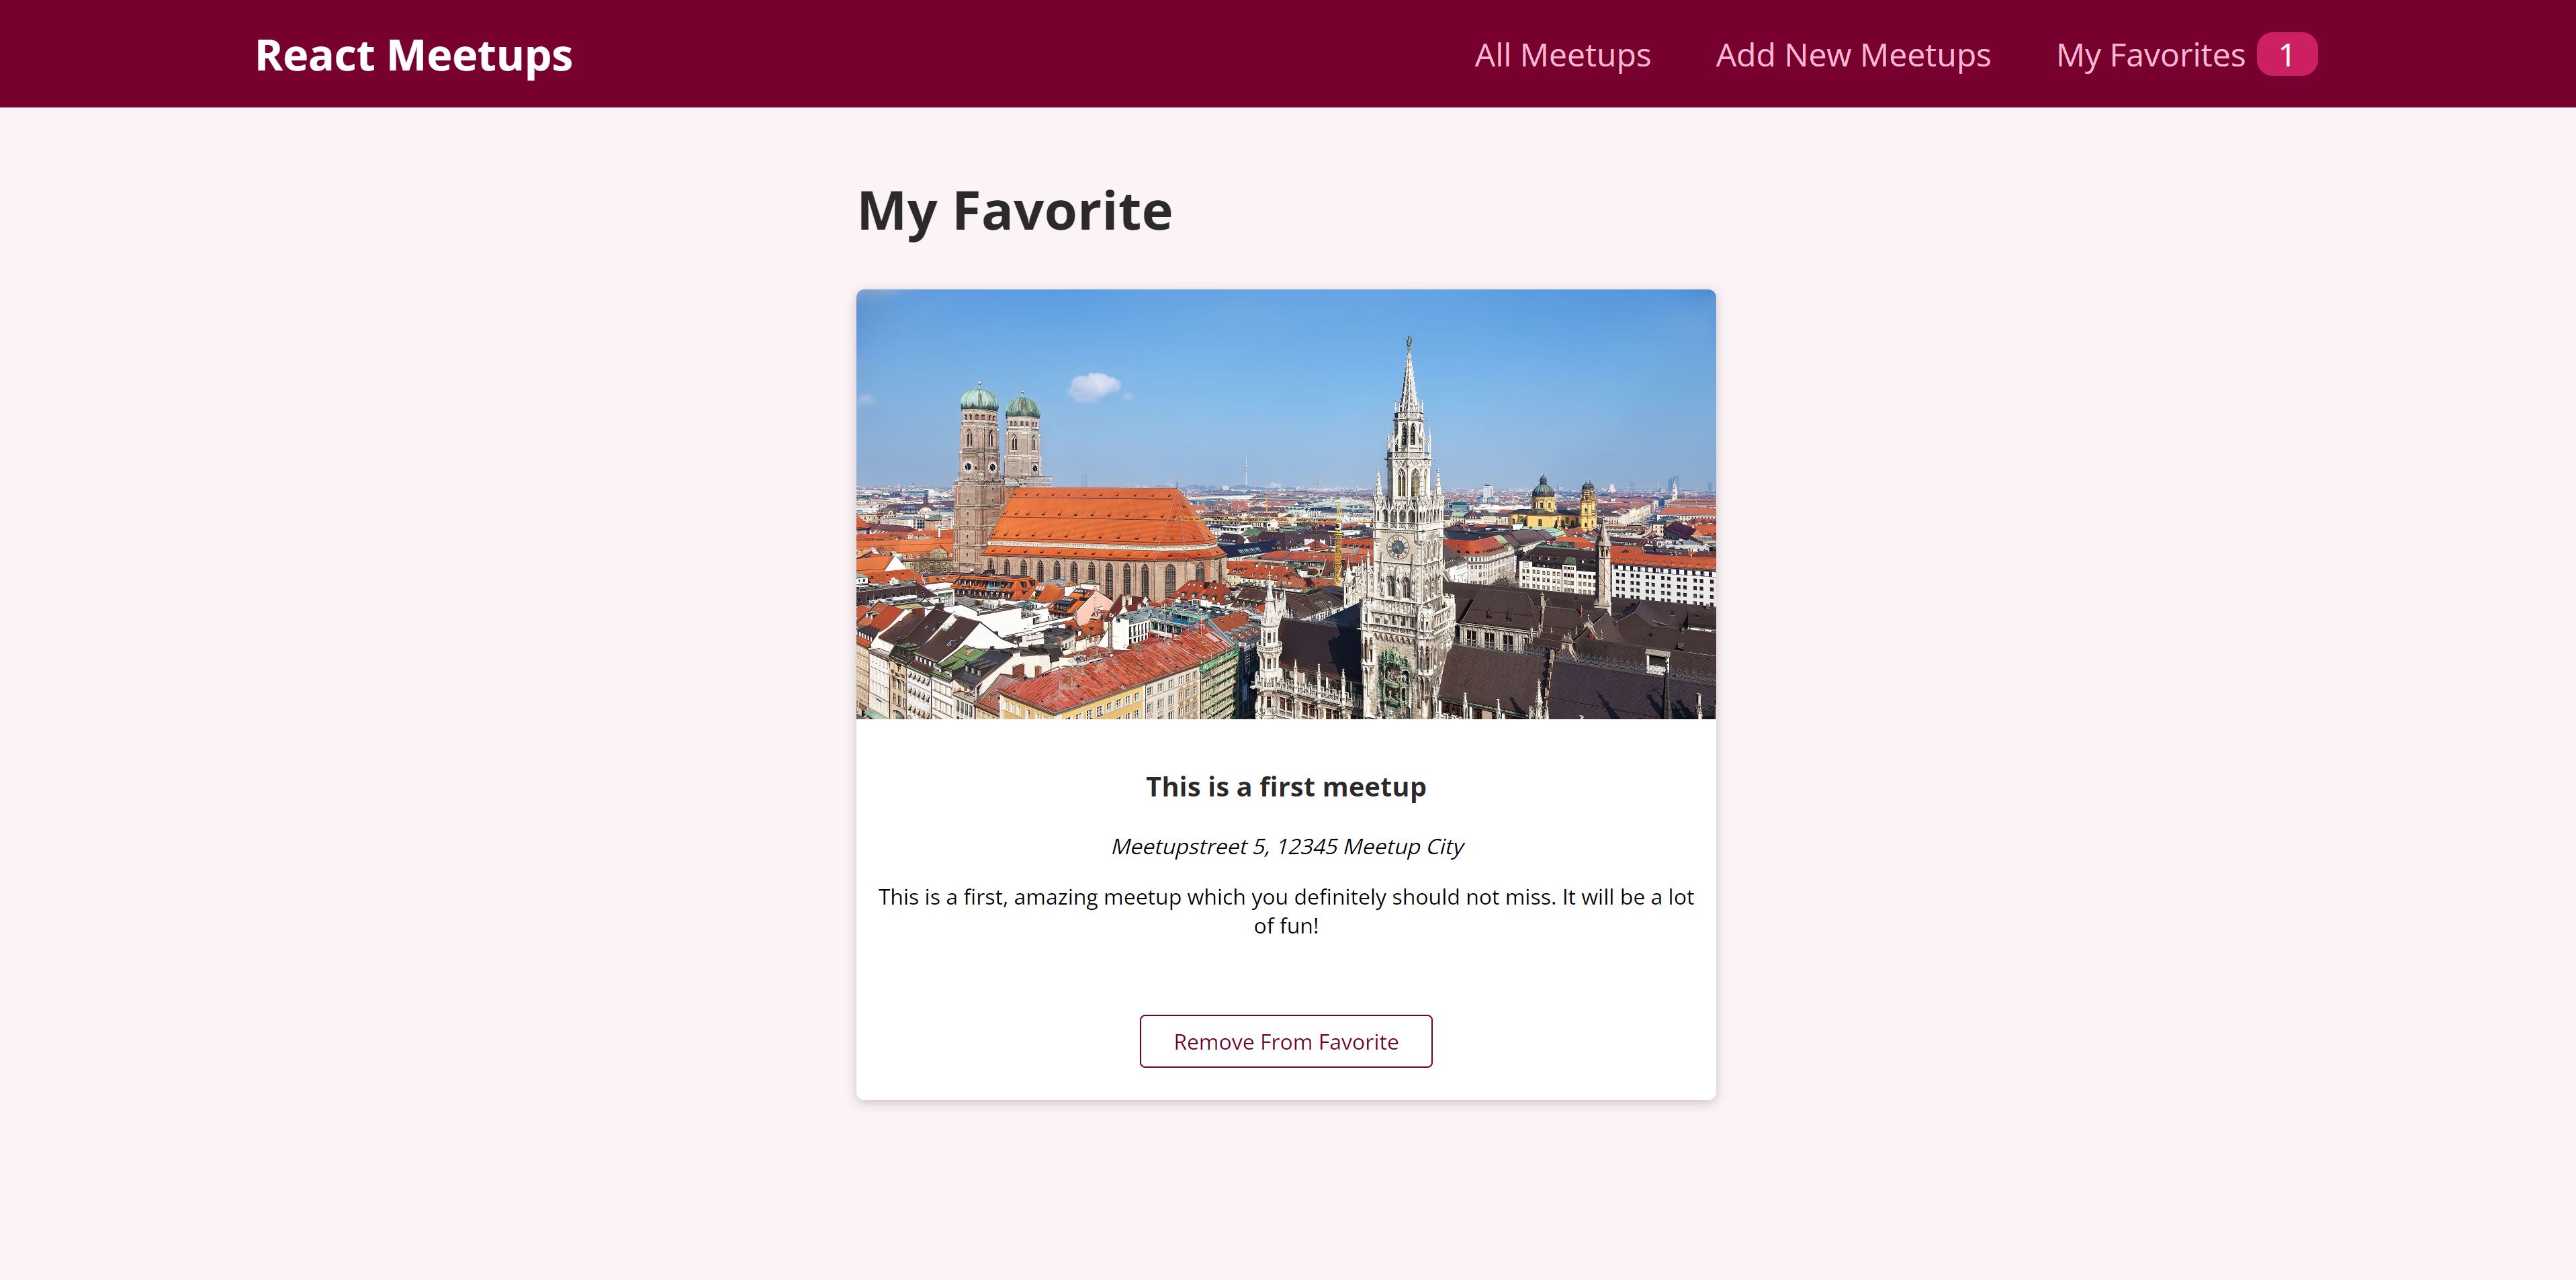 React Meetups
All Meetups
Add New Meetups
My Favorites 1
My Favorite
This is a first meetup
Meetupstreet 5, 12345 Meetup City
This is a first, amazing meetup which you definitely should not miss. It will be a lot
of fun!
Remove From Favorite